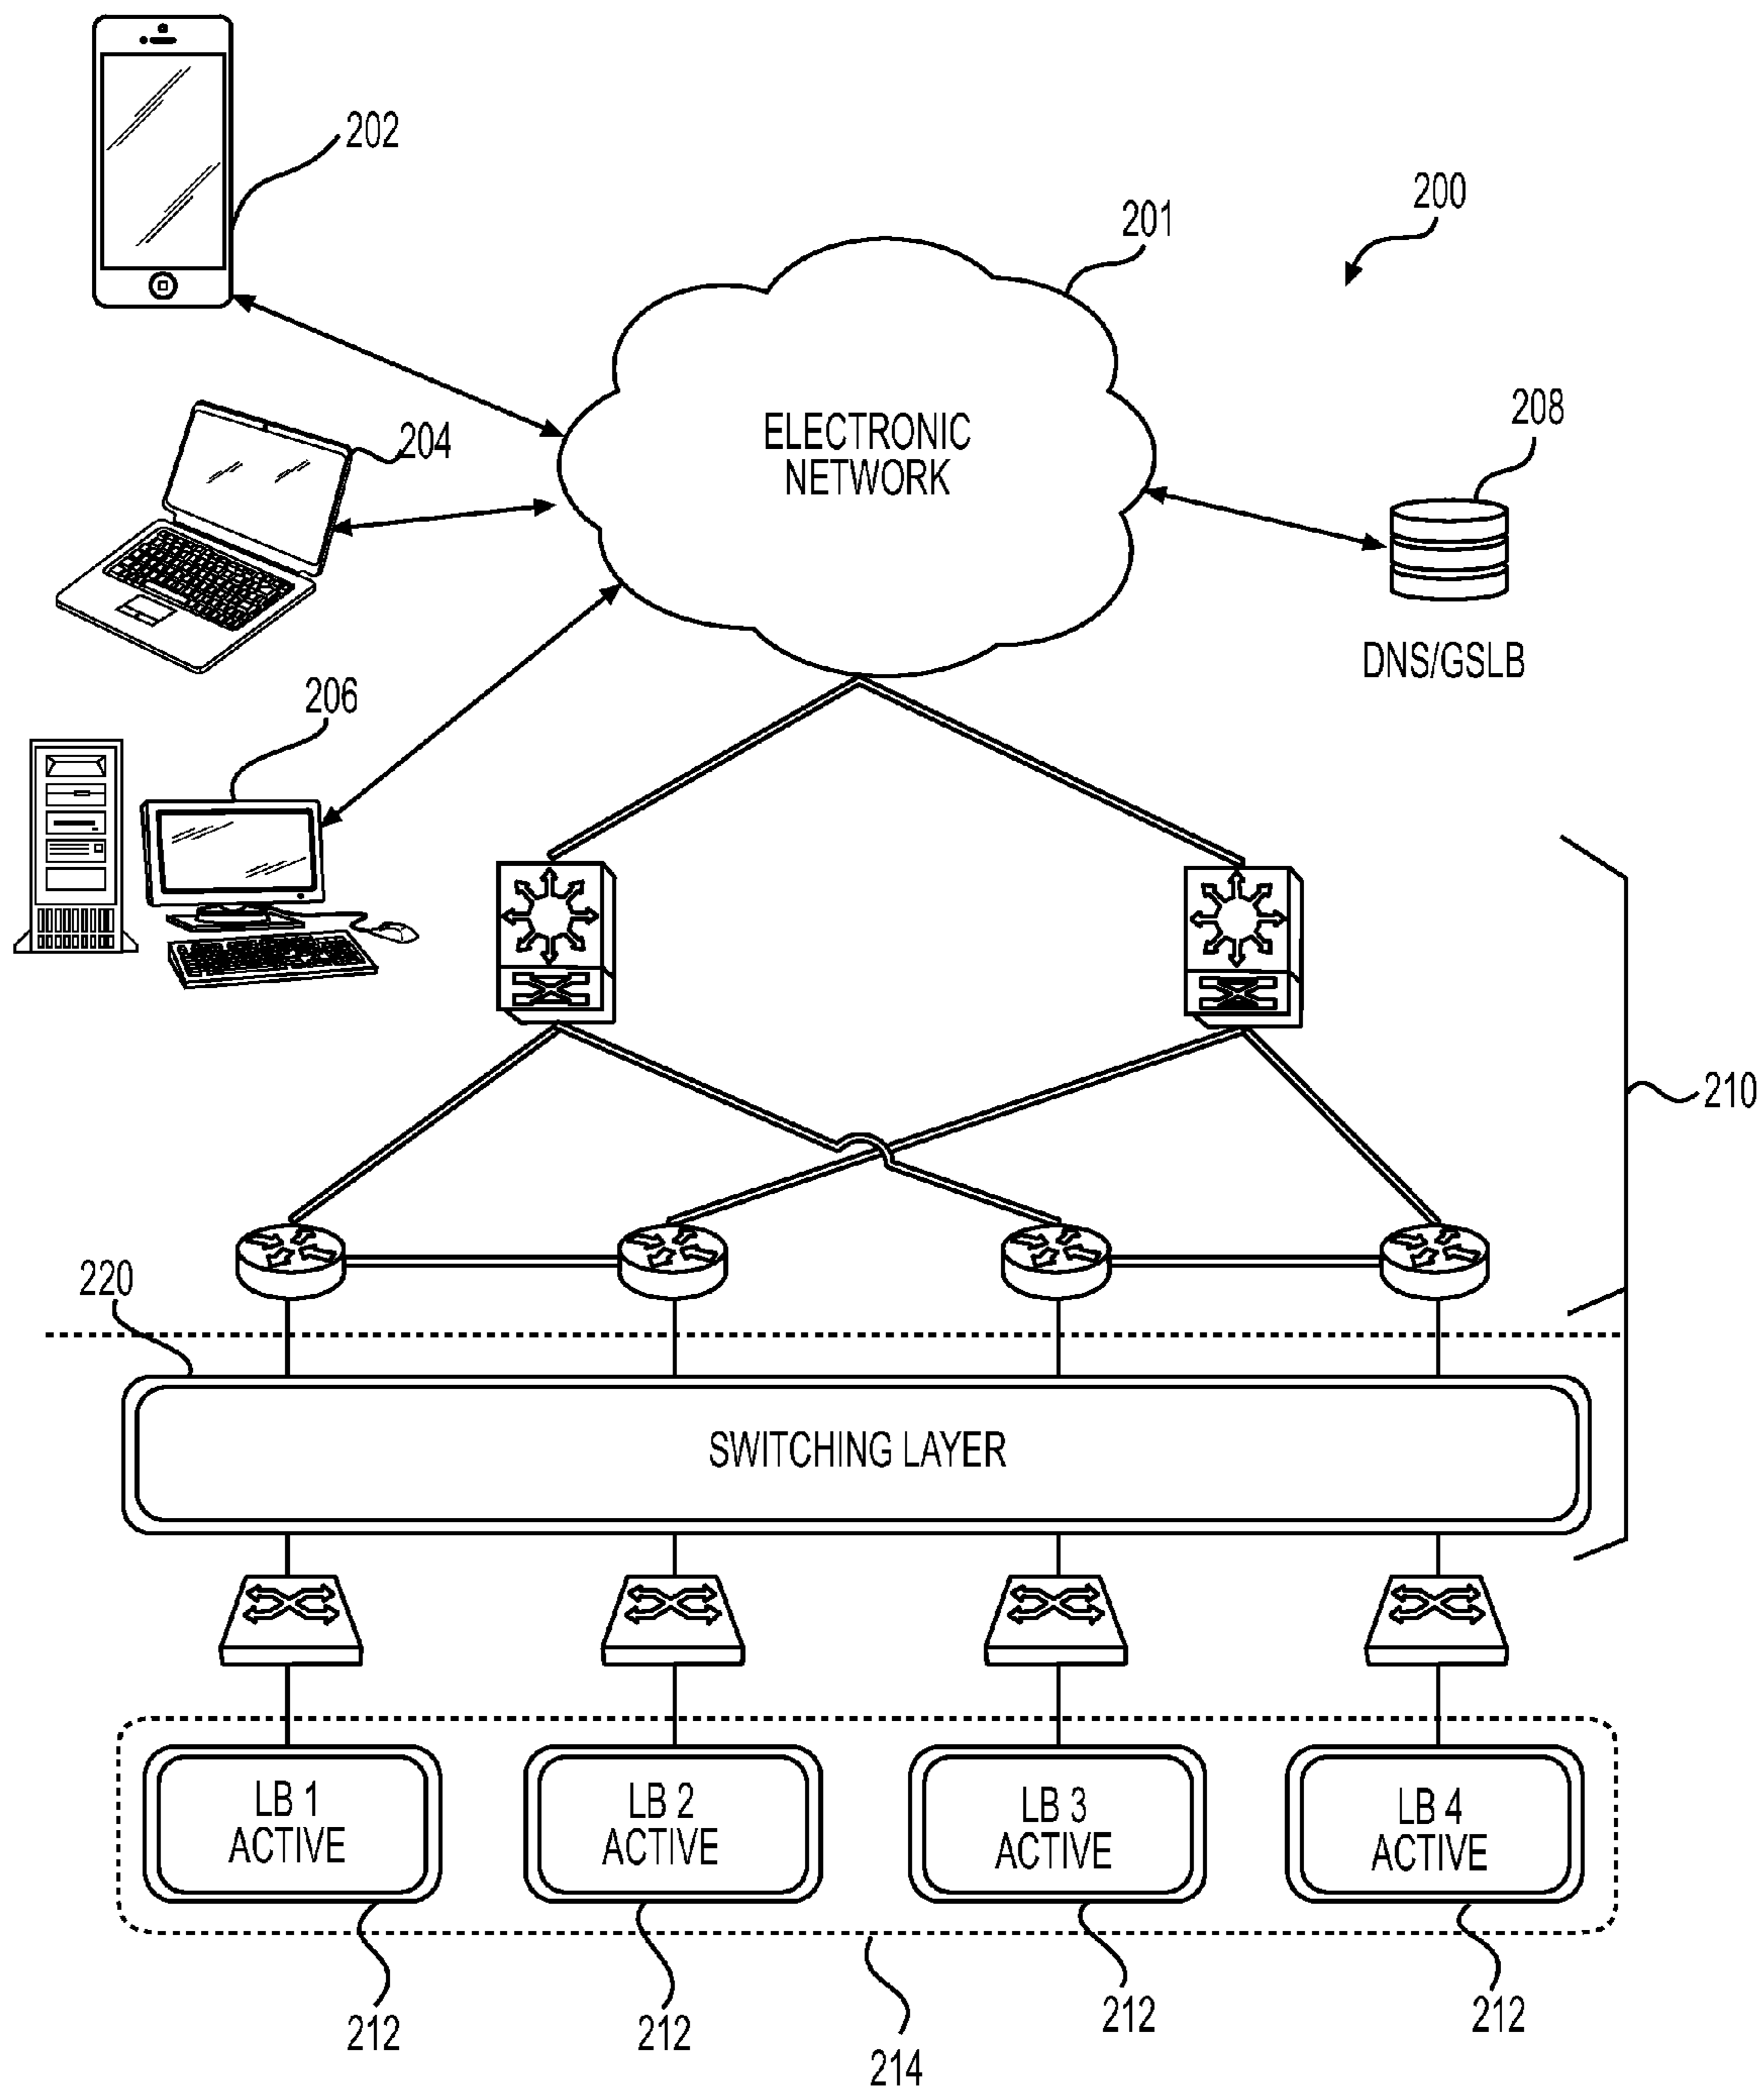 202
200
201
ELECTRONIC
NETWORK
204
208
DNS/GSLB
206
210
220
SWITCHING LAYER
LB 1
ACTIVE
LB 2
ACTIVE
LB 3
ACTIVE
LB 4
ACTIVE
212
212
212
212
214